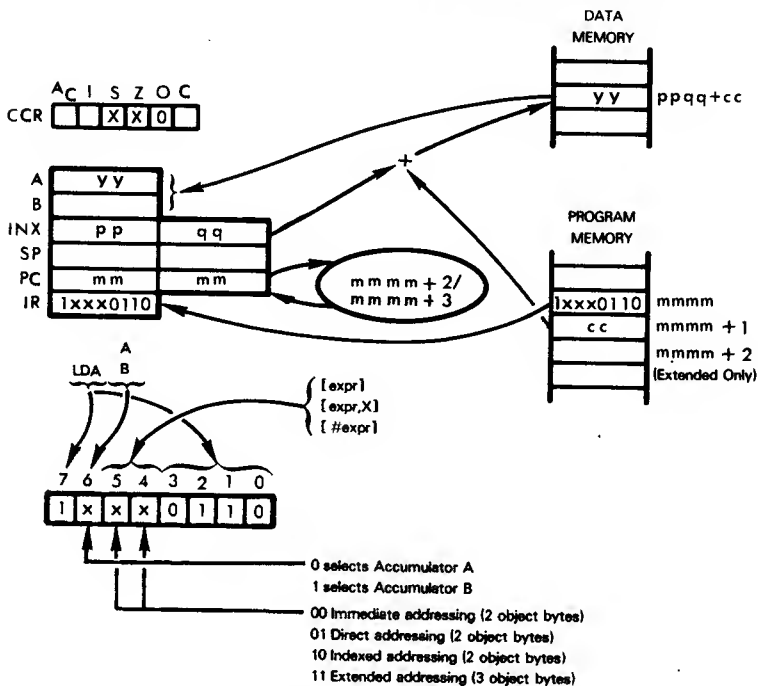 DATA
MEMORY
yy
ppqq+cc
AC I S Z O C
CCR
X X 0
A
yy
B
INX
pp
qq
SP
PC
mm
mm
IR
1xxx0110
+
mmmm + 2/
mmmm + 3
PROGRAM
MEMORY
1xxx0110
mmmm
cc
mmmm + 1
mmmm + 2
(Extended Only)
LDA
A
B
[expr]
[expr,X]
[#expr]
7 6 5 4 3 2 1 0
1 x x x 0 1 1 0
0 selects Accumulator A
1 selects Accumulator B
00 Immediate addressing (2 object bytes)
01 Direct addressing (2 object bytes)
10 Indexed addressing (2 object bytes)
11 Extended addressing (3 object bytes)